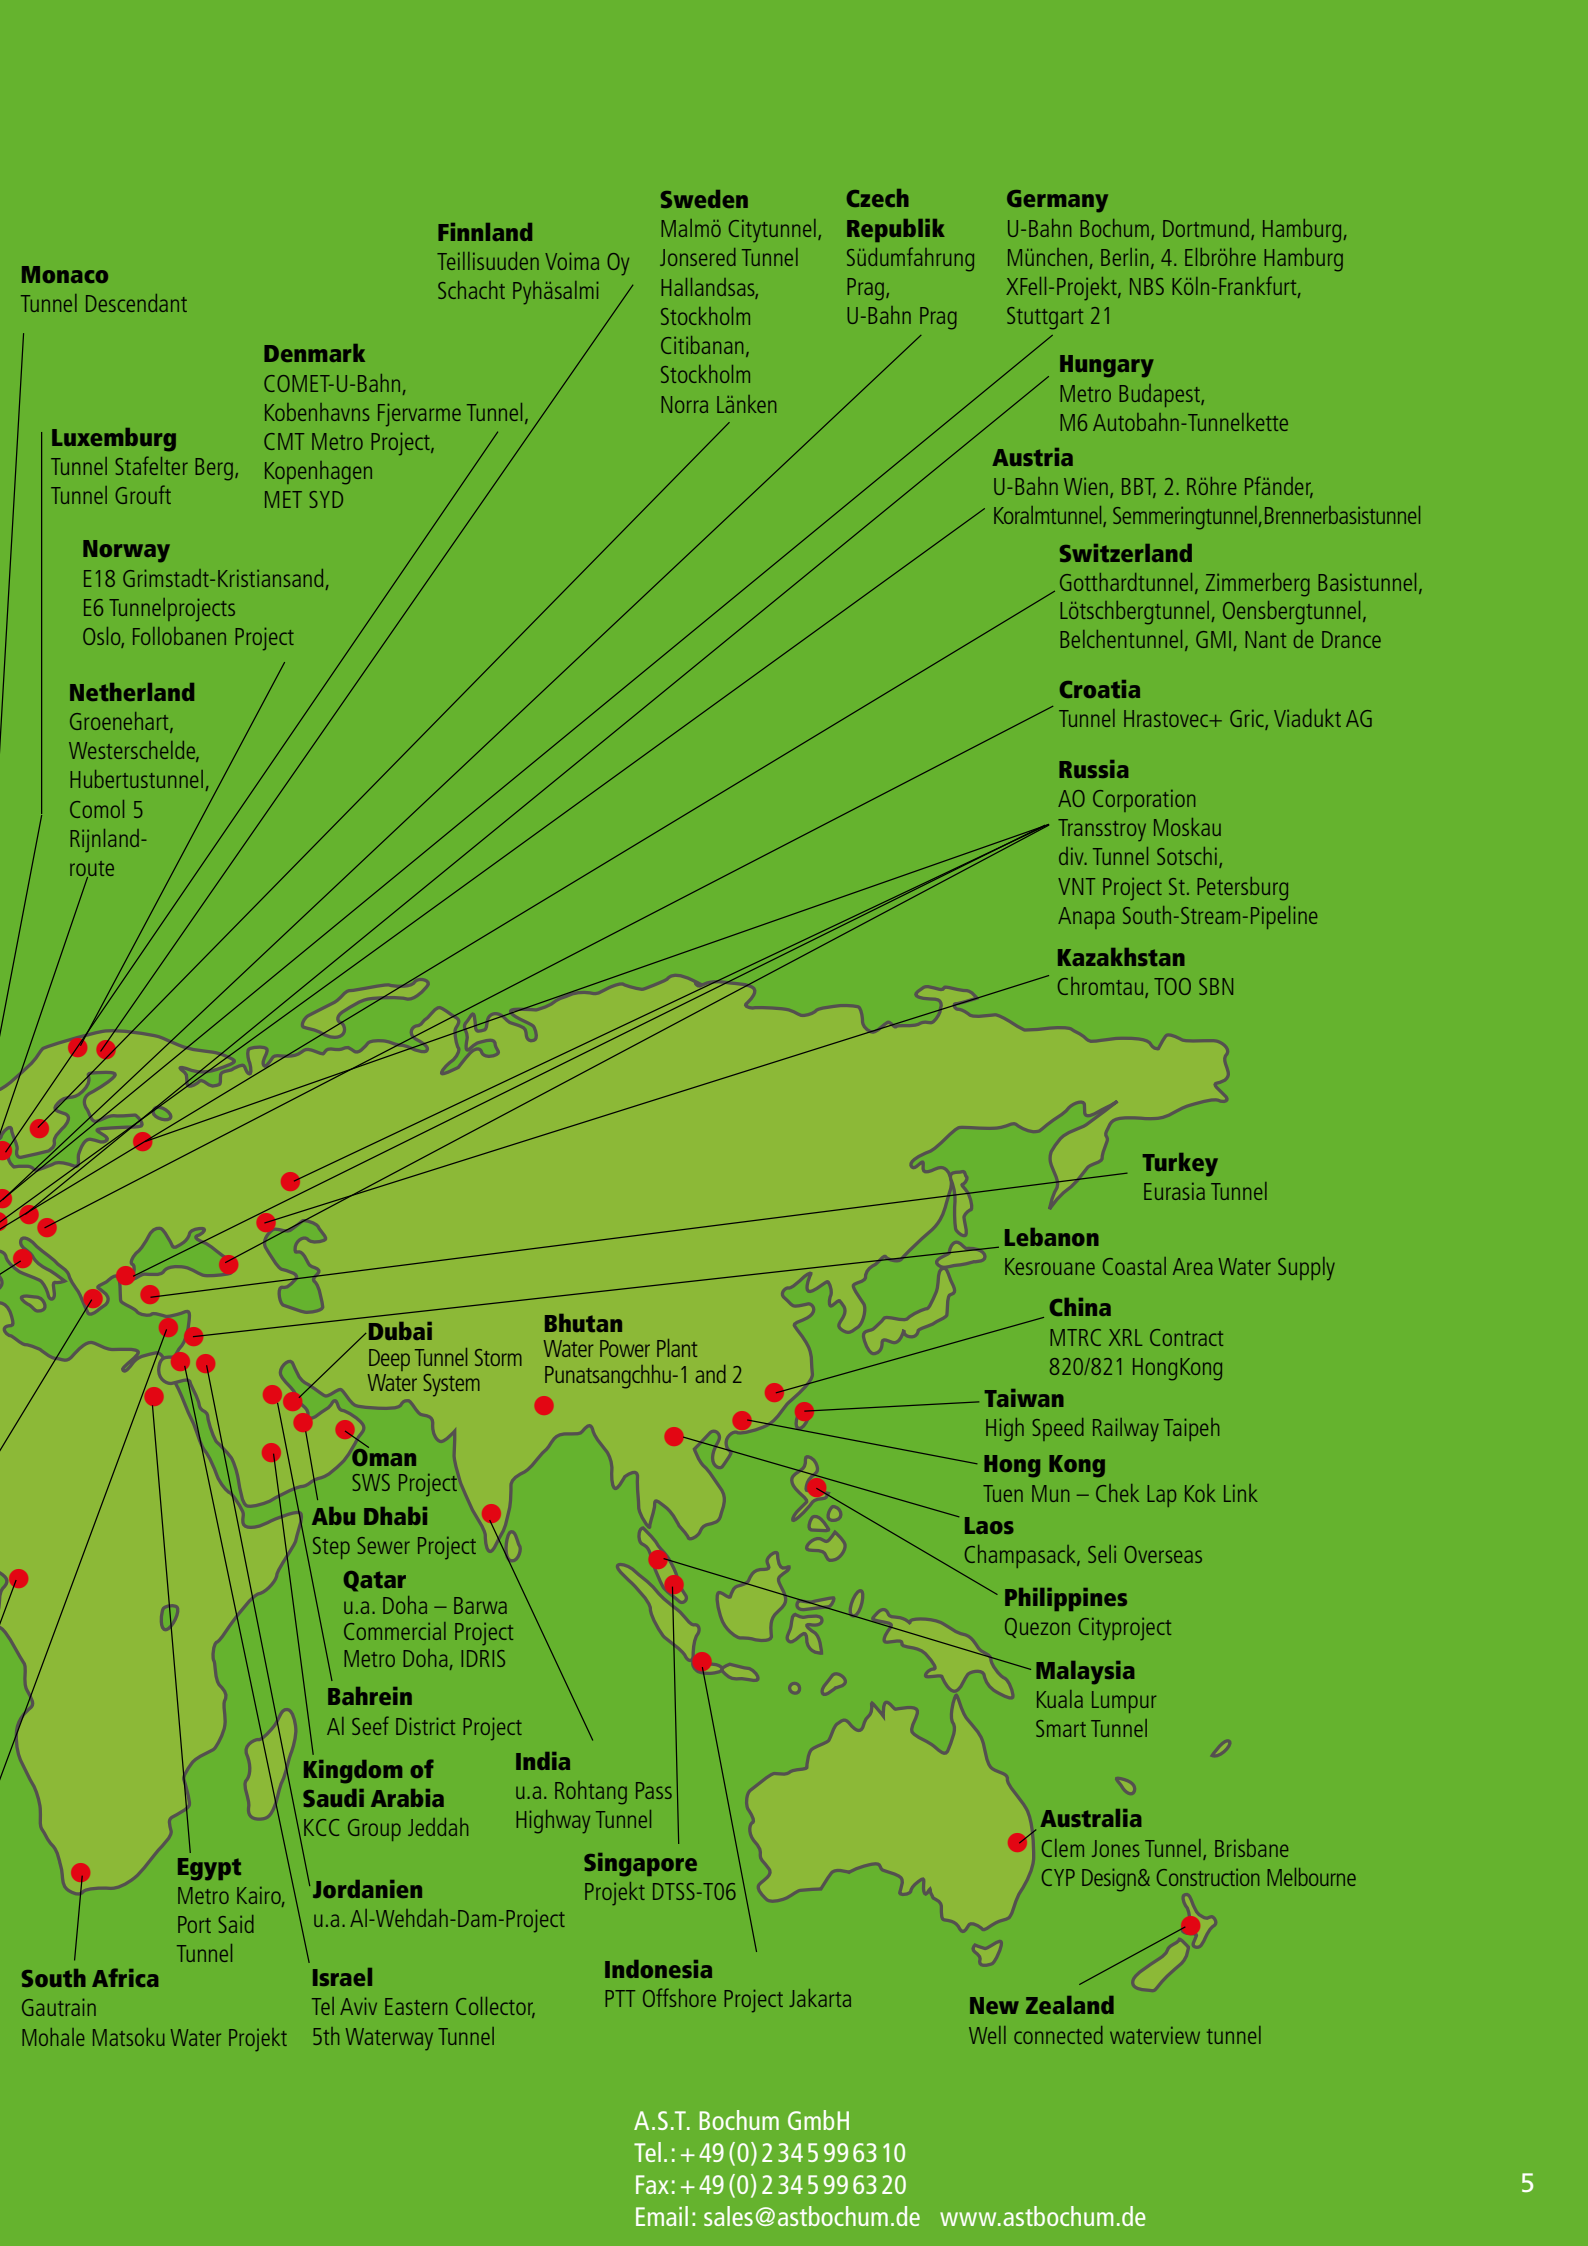 Monaco
Tunnel Descendant
Finnland
Teillisuuden Voima Oy
Schacht Pyhäsalmi
Sweden
Malmö Citytunnel,
Jonsered Tunnel
Hallandsas,
Stockholm
Citibanan,
Stockholm
Norra Länken
Czech
Republik
Südumfahrung
Prag,
U-Bahn Prag
Germany
U-Bahn Bochum, Dortmund, Hamburg,
München, Berlin, 4. Elbröhre Hamburg
XFell-Projekt, NBS Köln-Frankfurt,
Stuttgart 21
Denmark
COMET-U-Bahn,
Kobenhavns Fjervarme Tunnel,
CMT Metro Project,
Kopenhagen
MET SYD
Hungary
Metro Budapest,
M6 Autobahn-Tunnelkette
Luxemburg
Tunnel Stafelter Berg,
Tunnel Grouft
Austria
U-Bahn Wien, BBT, 2. Röhre Pfänder,
Koralmtunnel, Semmeringtunnel,Brennerbasistunnel
Norway
E18 Grimstadt-Kristiansand,
E6 Tunnelprojects
Oslo, Follobanen Project
Switzerland
Gotthardtunnel, Zimmerberg Basistunnel,
Lötschbergtunnel, Oensbergtunnel,
Belchentunnel, GMI, Nant de Drance
Netherland
Groenehart,
Westerschelde,
Hubertustunnel,
Comol 5
Rijnland-
route
Croatia
Tunnel Hrastovec+ Gric, Viadukt AG
Russia
AO Corporation
Transstroy Moskau
div. Tunnel Sotschi,
VNT Project St. Petersburg
Anapa South-Stream-Pipeline
Kazakhstan
Chromtau, TOO SBN
Turkey
Eurasia Tunnel
Lebanon
Kesrouane Coastal Area Water Supply
China
MTRC XRL Contract
820/821 HongKong
Dubai
Deep Tunnel Storm
Water System
Bhutan
Water Power Plant
Punatsangchhu-1 and 2
Taiwan
High Speed Railway Taipeh
Oman
SWS Project
Hong Kong
Tuen Mun – Chek Lap Kok Link
Abu Dhabi
Step Sewer Project
Laos
Champasack, Seli Overseas
Qatar
u.a. Doha – Barwa
Commercial Project
Metro Doha, IDRIS
Philippines
Quezon Cityproject
Bahrein
Al Seef District Project
Malaysia
Kuala Lumpur
Smart Tunnel
Kingdom of
Saudi Arabia
KCC Group Jeddah
India
u.a. Rohtang Pass
Highway Tunnel
Australia
Clem Jones Tunnel, Brisbane
CYP Design& Construction Melbourne
Singapore
Projekt DTSS-T06
Egypt
Metro Kairo,
Port Said
Tunnel
Jordanien
u.a. Al-Wehdah-Dam-Project
South Africa
Gautrain
Mohale Matsoku Water Projekt
Israel
Tel Aviv Eastern Collector,
5th Waterway Tunnel
Indonesia
PTT Offshore Project Jakarta
New Zealand
Well connected waterview tunnel
A.S.T. Bochum GmbH
Tel.: + 49 (0) 2 34 5 99 63 10
Fax: + 49 (0) 2 34 5 99 63 20
Email: sales@astbochum.de www.astbochum.de
5